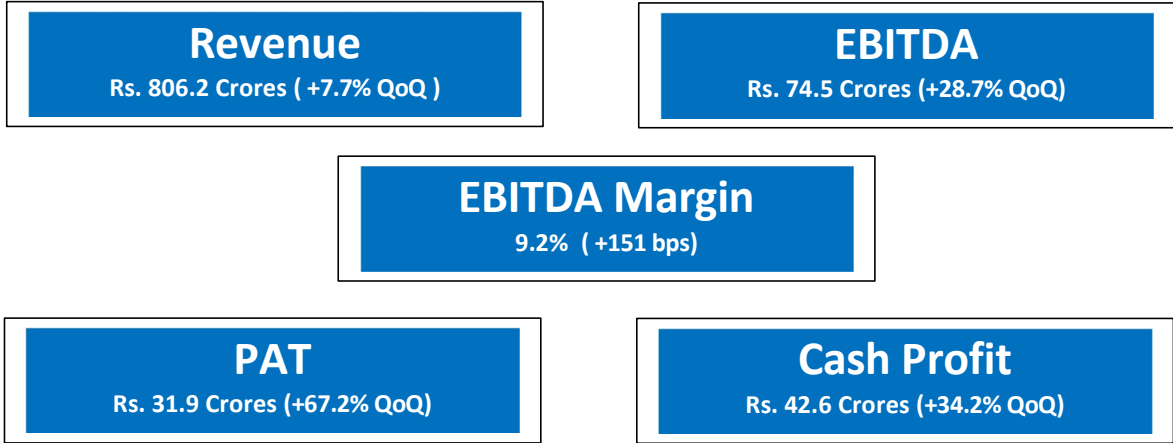 Revenue
Rs. 806.2 Crores ( +7.7% QoQ )
EBITDA
Rs. 74.5 Crores (+28.7% QoQ)
EBITDA Margin
9.2% ( +151 bps)
PAT
Rs. 31.9 Crores (+67.2% QoQ)
Cash Profit
Rs. 42.6 Crores (+34.2% QoQ)